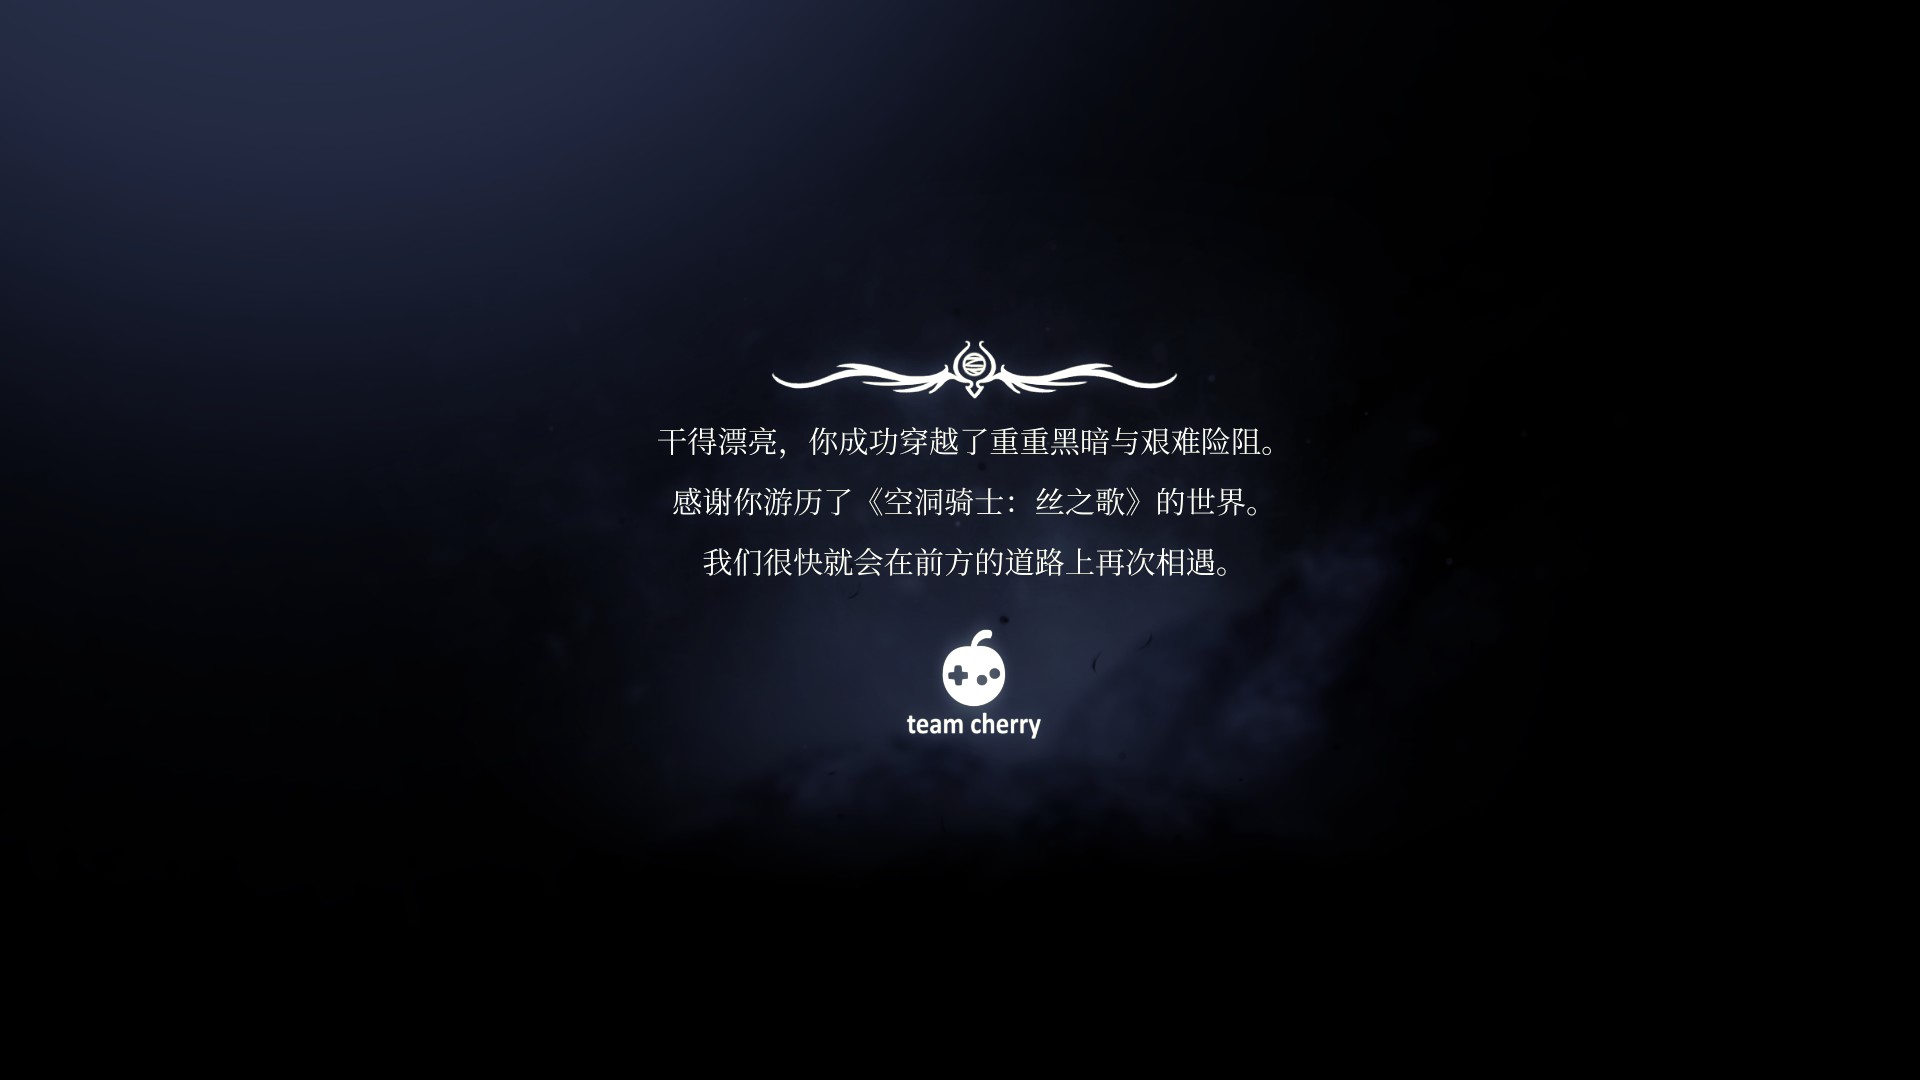 干得漂亮，你成功穿越了重重黑暗与艰难险阻。
感谢你游历了《空洞骑士：丝之歌》的世界。
我们很快就会在前方的道路上再次相遇。
team cherry